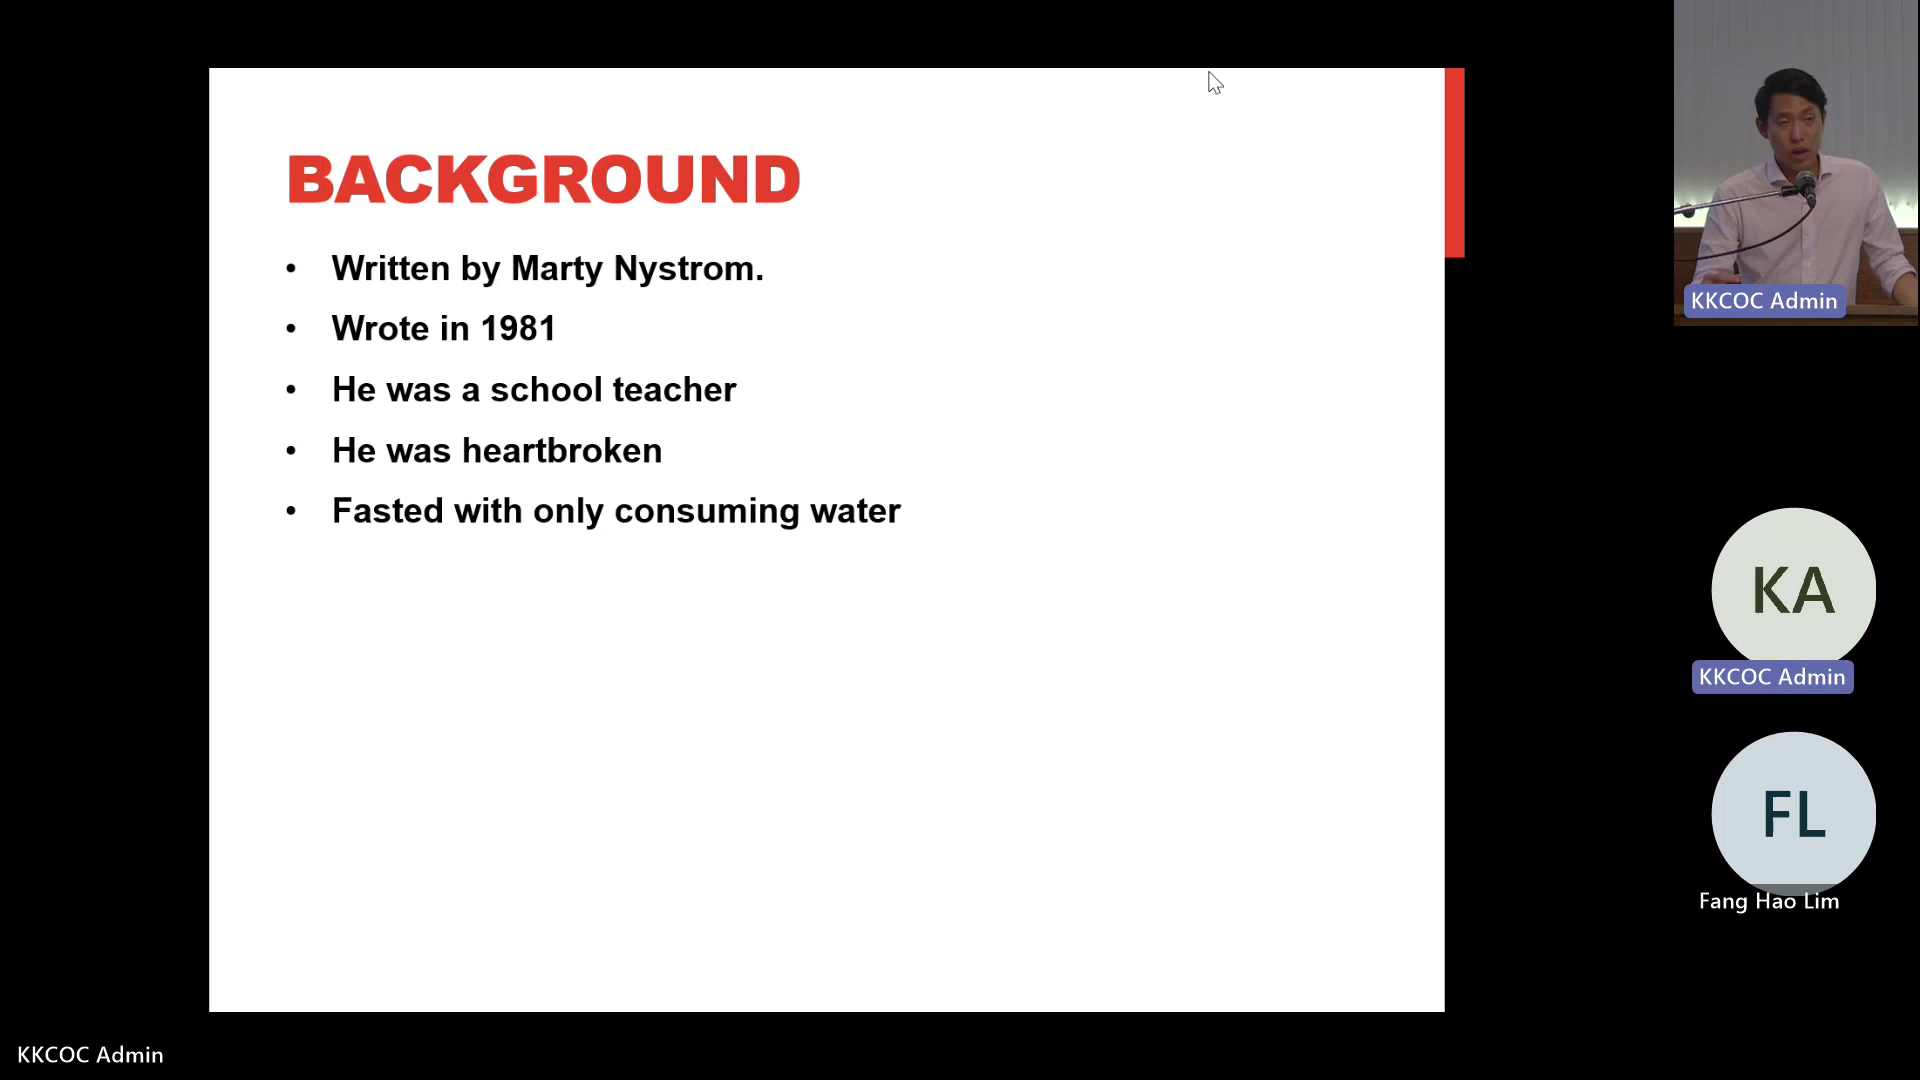 BACKGROUND
• Written by Marty Nystrom.
• Wrote in 1981
• He was a school teacher
• He was heartbroken
• Fasted with only consuming water
KKCOC Admin
KA
KKCOC Admin
FL
Fang Hao Lim
KKCOC Admin